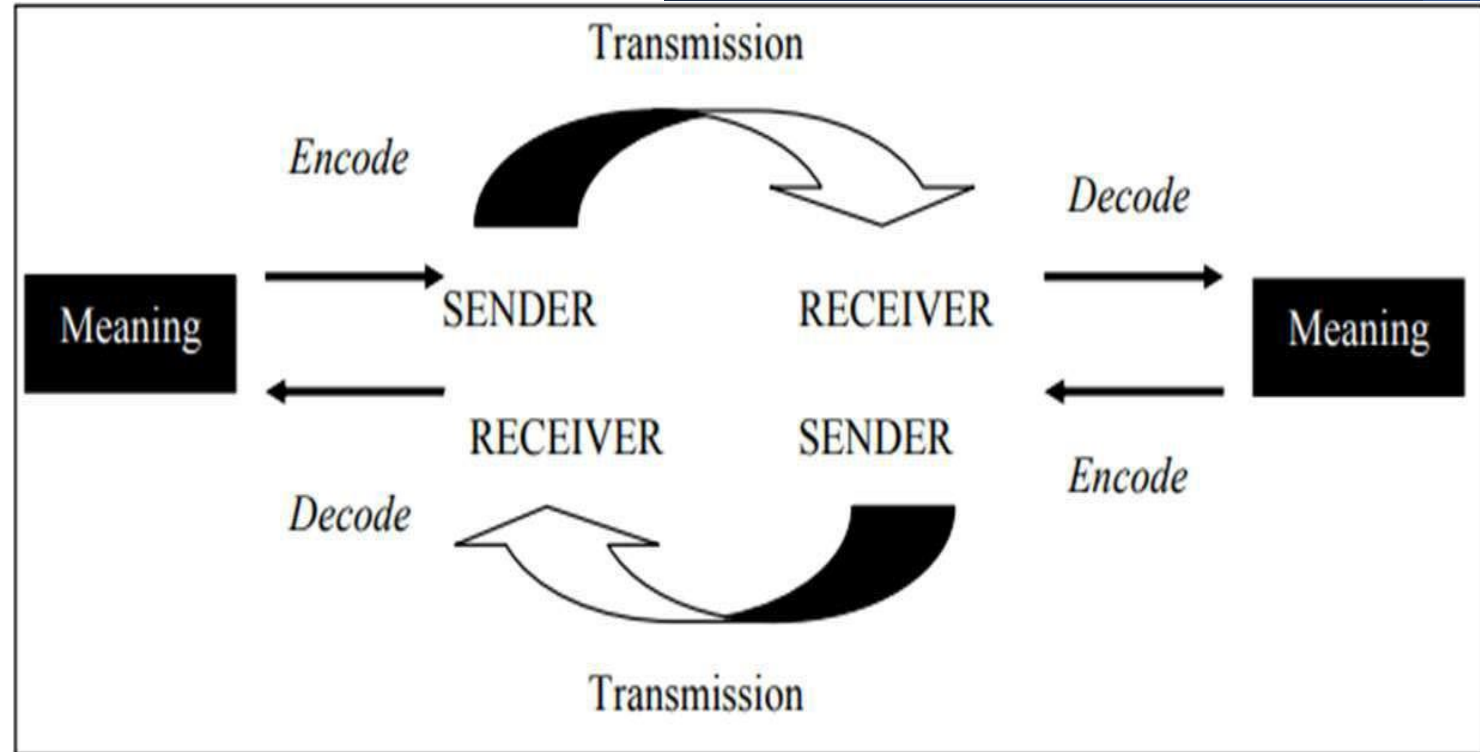 Transmission
Encode
Decode
SENDER
RECEIVER
Meaning
Meaning
RECEIVER
SENDER
Encode
Decode
Transmission